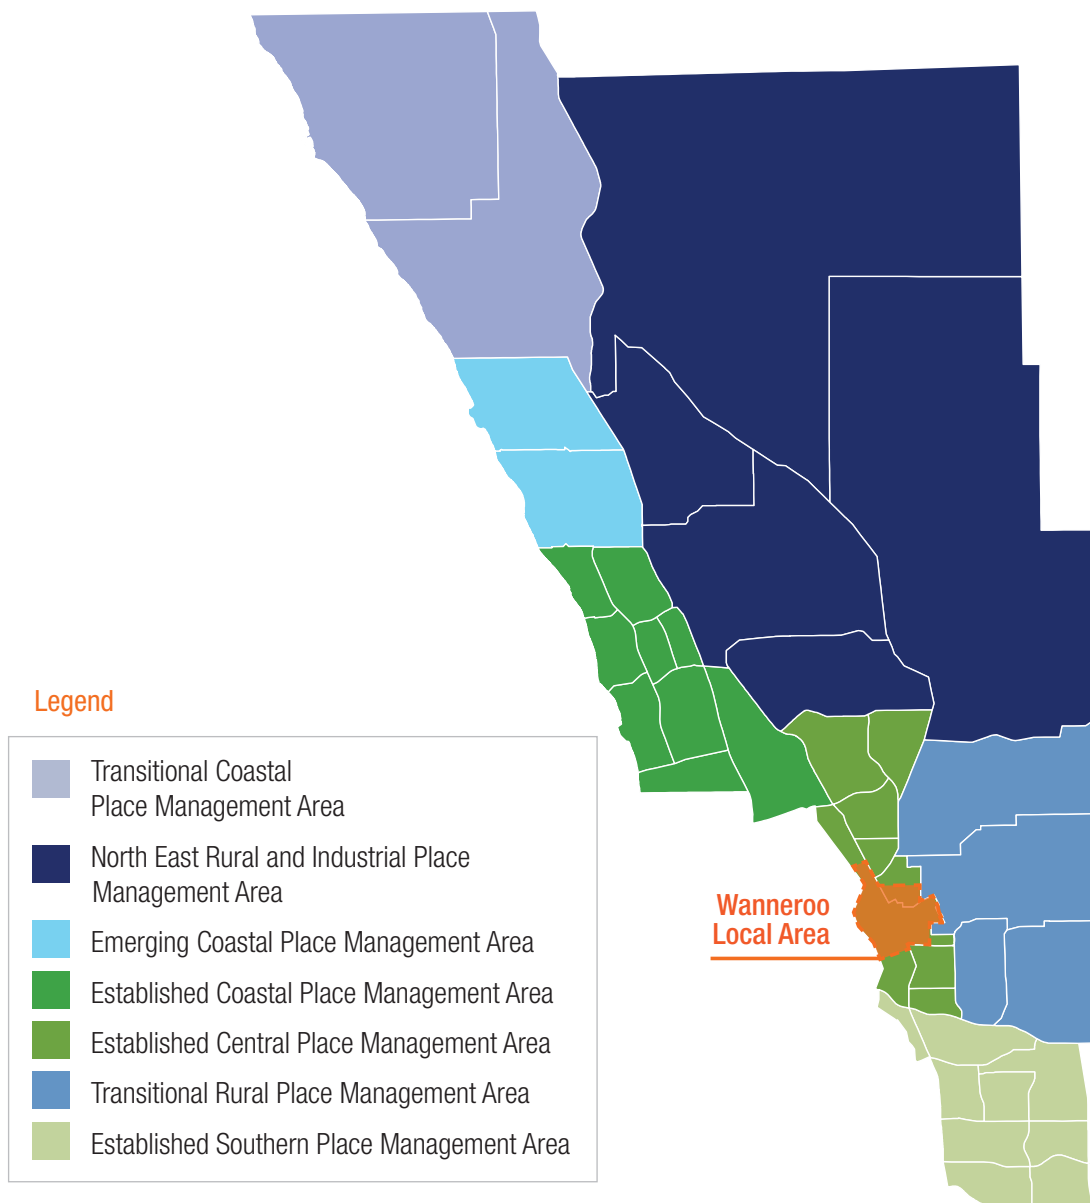 Wanneroo
Local Area
Legend
Transitional Coastal
Place Management Area
North East Rural and Industrial Place
Management Area
Emerging Coastal Place Management Area
Established Coastal Place Management Area
Established Central Place Management Area
Transitional Rural Place Management Area
Established Southern Place Management Area